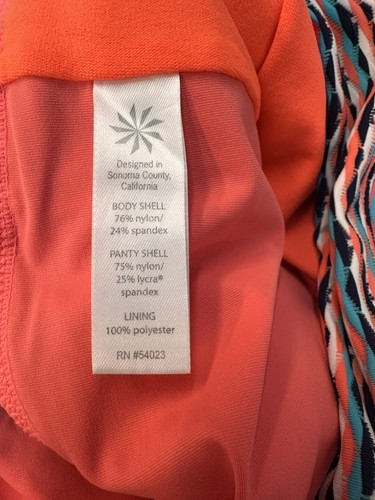 Designed in
Sonoma County,
California
BODY SHELL
76% nylon/
24% spandex
PANTY SHELL
75% nylon/
25% lycra®
spandex
LINING
100% polyester
RN #54023